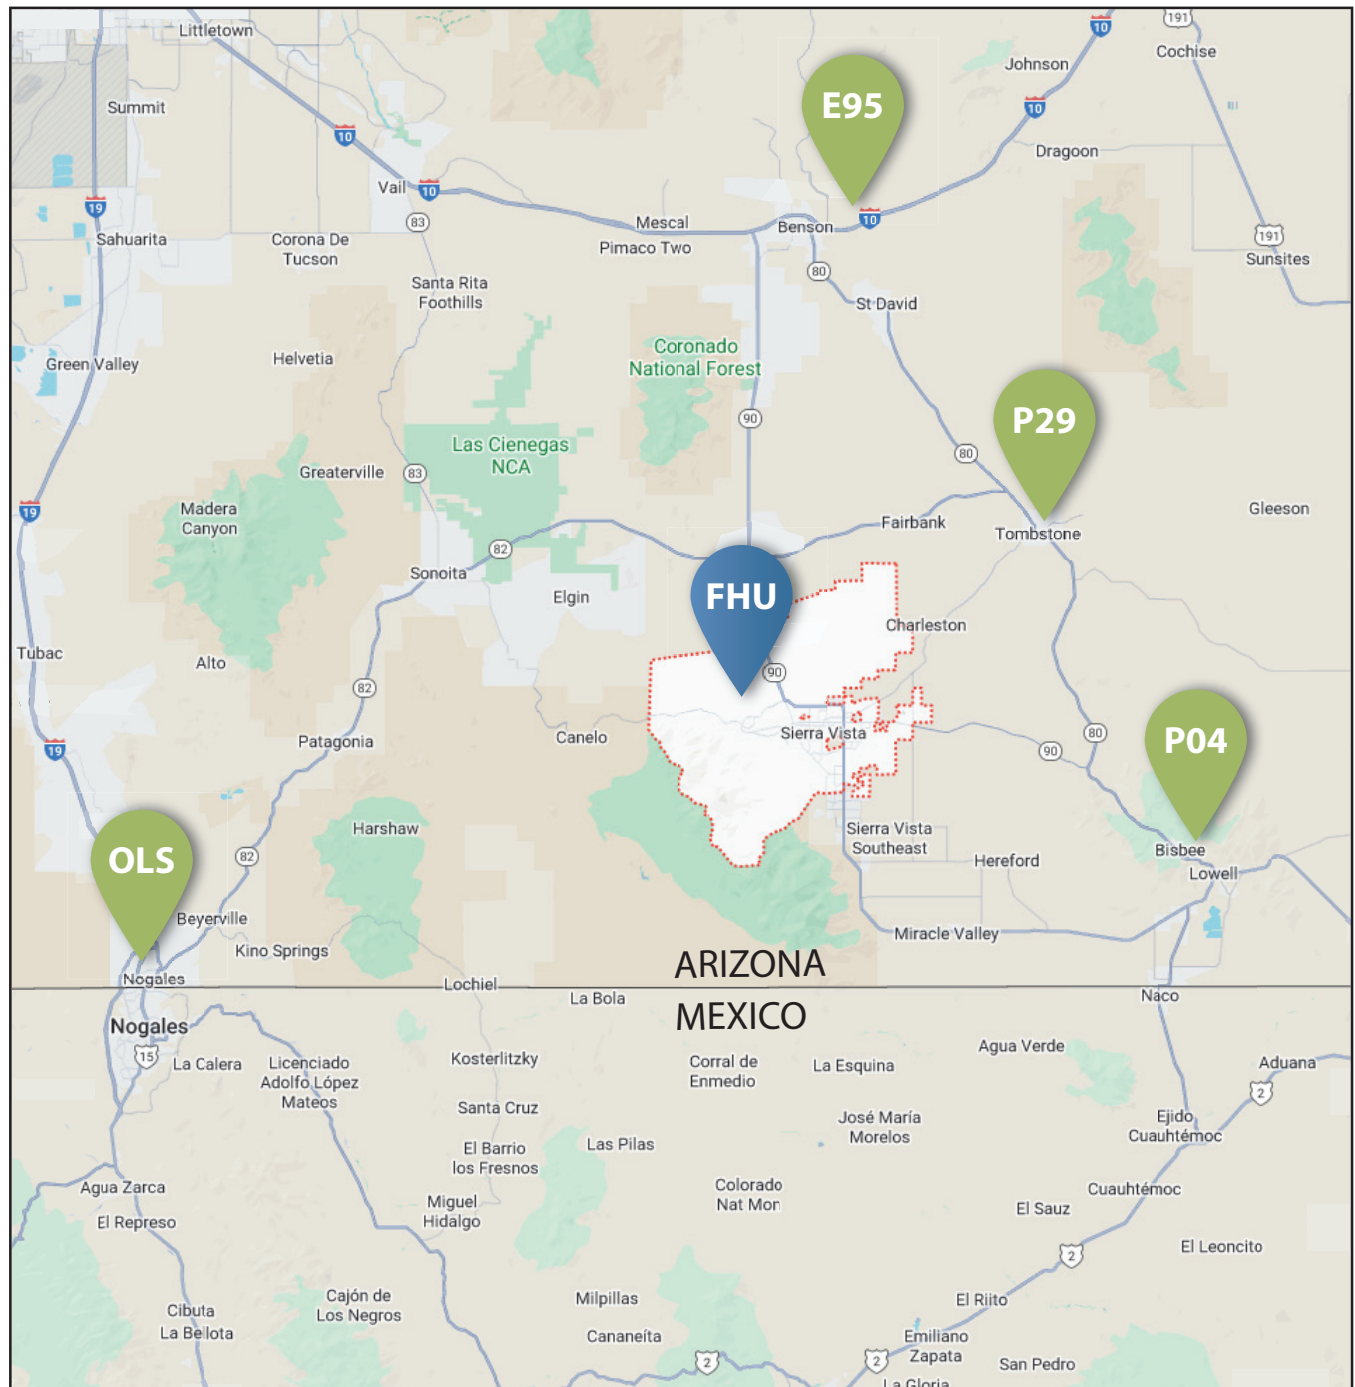 Littletown
191
10
Cochise
Johnson
E95
Summit
10
10
Dragoon
Vail
10
19
83
Mescal
Benson
10
Sahuarita
Corona De
Tucson
Pimaco Two
191
Sunsites
80
Santa Rita
Foothills
St David
Green Valley
Helvetia
Coronado
National Forest
90
P29
Las Cienegas
NCA
80
Greaterville
83
19
Madera
Canyon
Gleeson
Fairbank
Tombstone
82
Sonoita
Elgin
FHU
Charleston
Tubac
Alto
90
82
Sierra Vista
Canelo
Patagonia
80
90
P04
19
Harshaw
Sierra Vista
Southeast
Hereford
Bisbee
Lowell
82
OLS
Beyerville
Kino Springs
Miracle Valley
ARIZONA
Nogales
Lochiel
La Bola
Naco
MEXICO
Nogales
15
La Calera
Licenciado
Adolfo López
Mateos
Kosterlitzky
Corral de
Enmedio
La Esquina
Agua Verde
Aduana
2
Santa Cruz
José María
Morelos
Ejido
Cuauhtémoc
El Barrio
los Fresnos
Las Pilas
Agua Zarca
Colorado
Nat Mon
Cuauhtémoc
Miguel
Hidalgo
El Represo
El Sauz
El Leoncito
2
Cajón de
Los Negros
Milpillas
El Riito
Cibuta
La Bellota
Cananeíta
Emiliano
Zapata
2
2
San Pedro
La Gloria